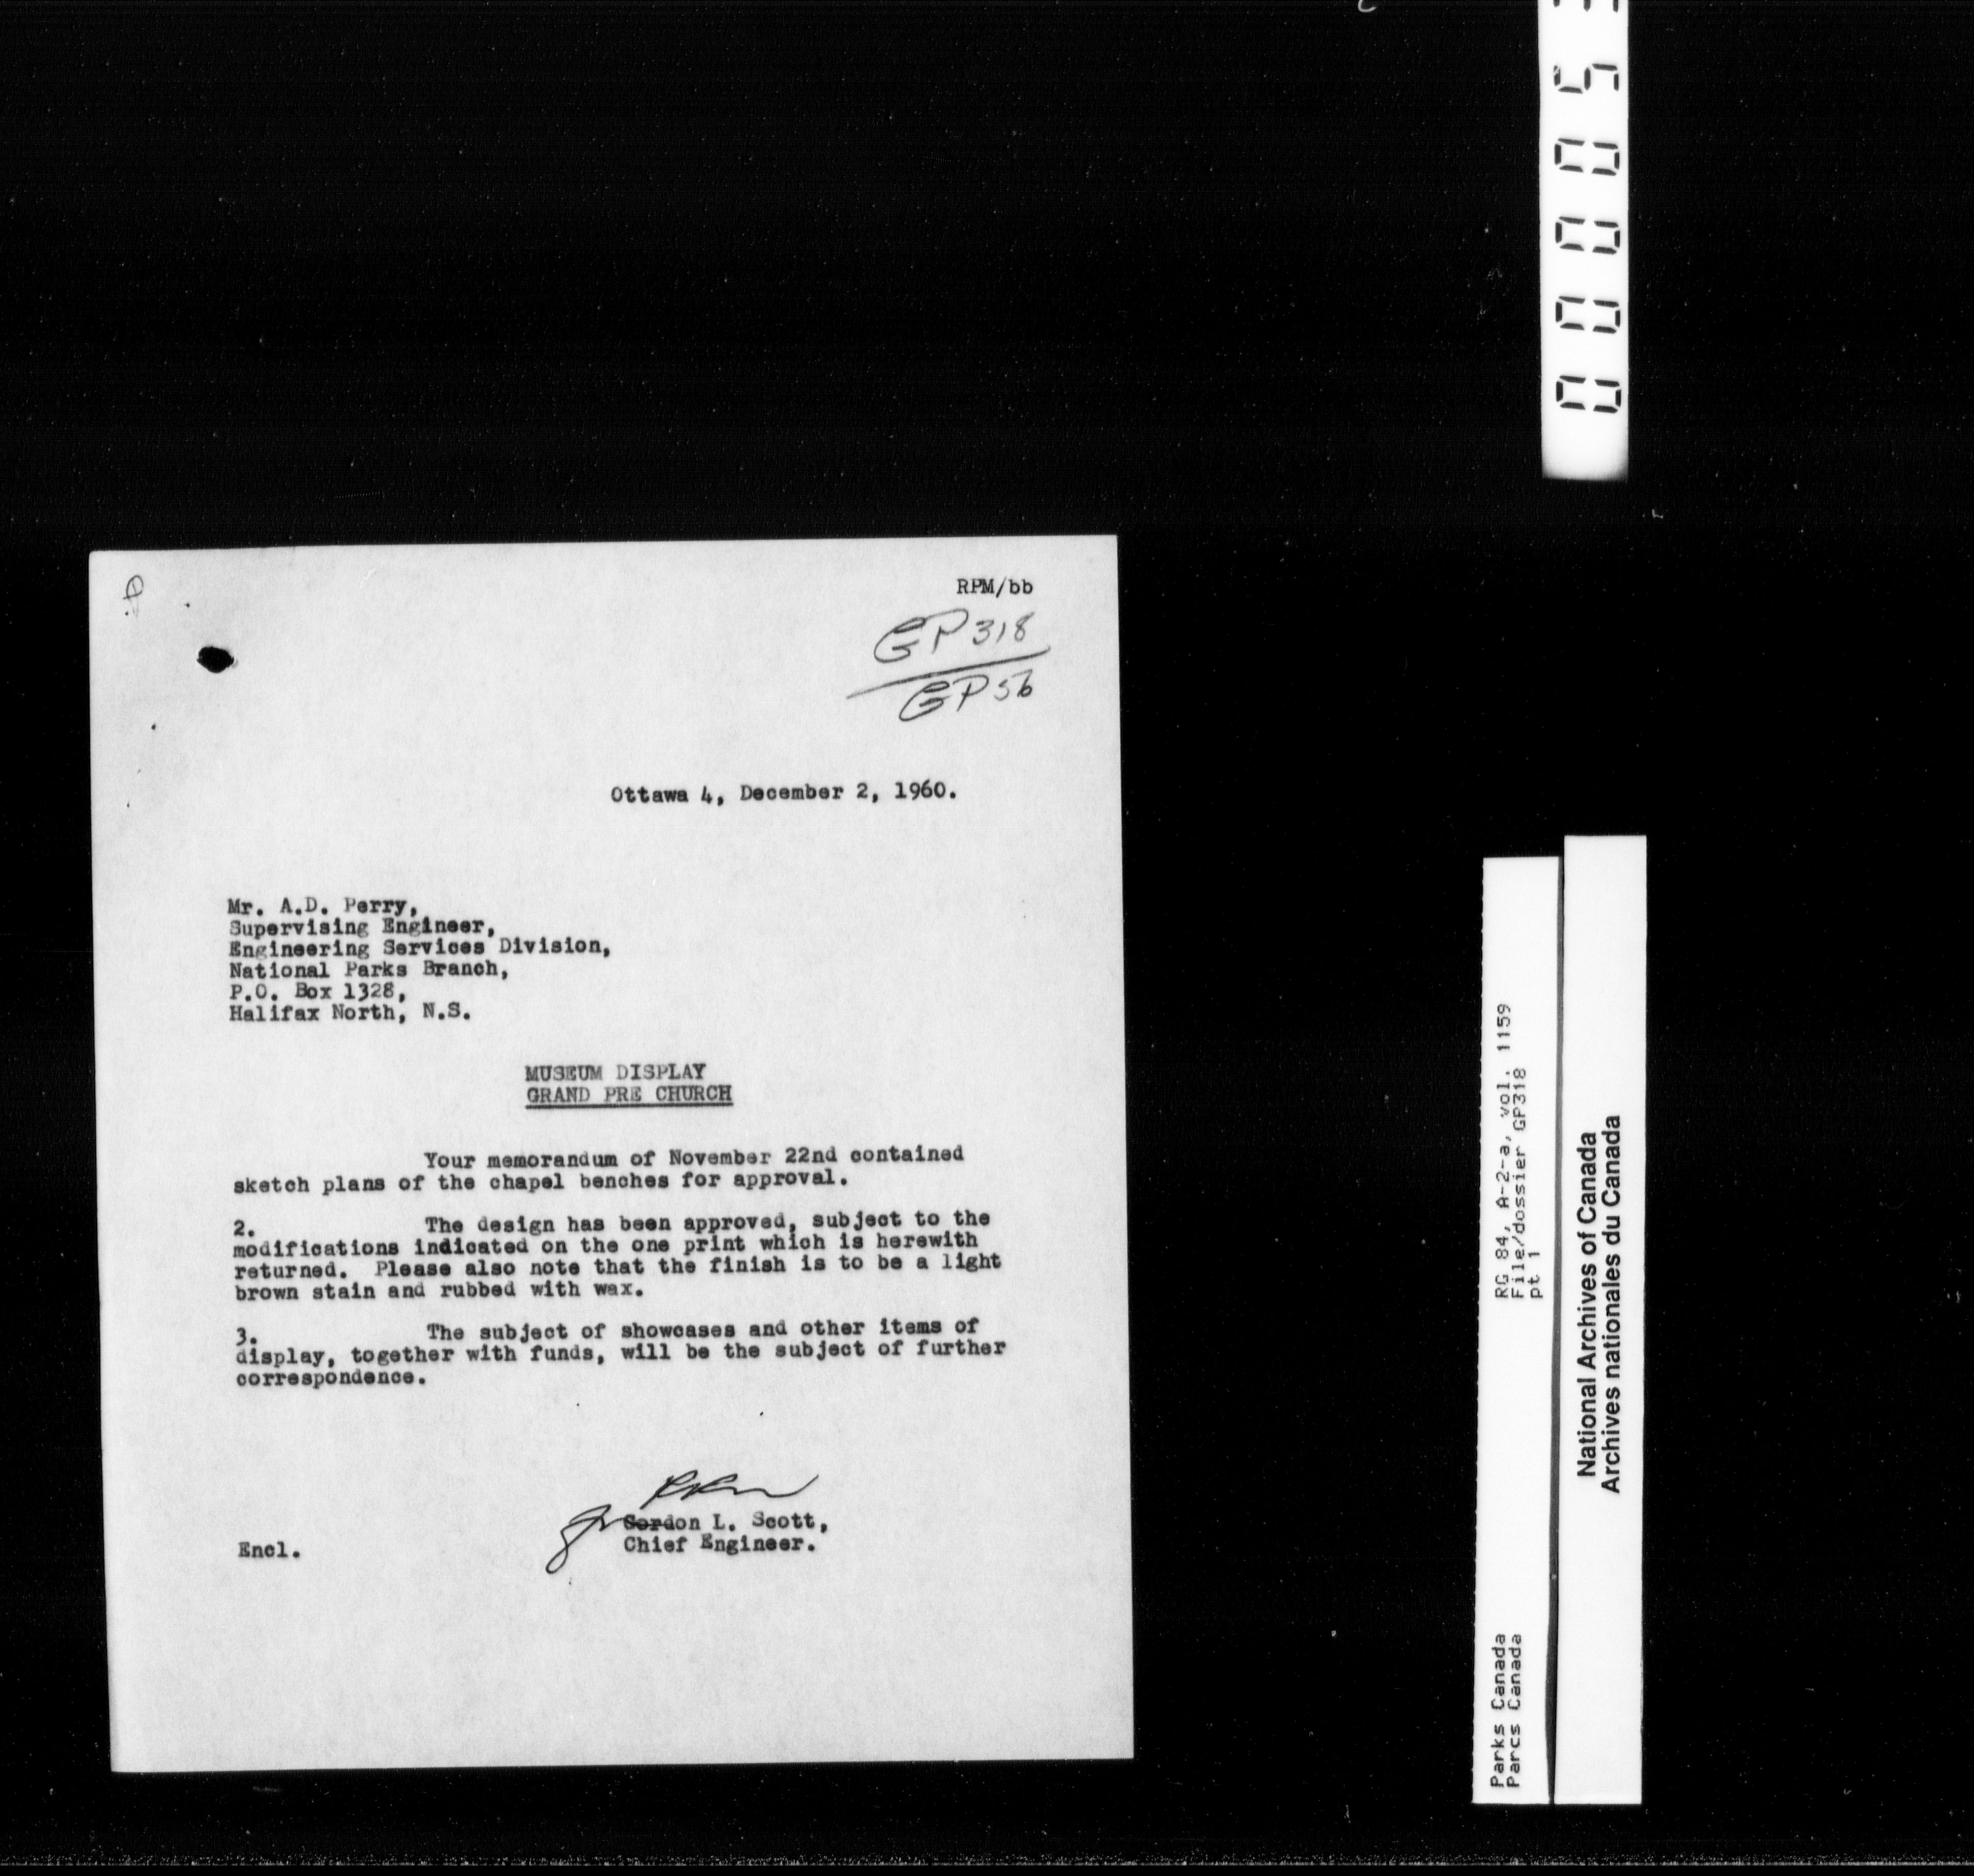 RPM/bb
GP318
GP56
Ottawa 4, December 2, 1960.
Mr. A.D. Perry,
Supervising Engineer,
Engineering Services Division,
National Parks Branch,
P.O. Box 1328,
Halifax North, N.S.
MUSEUM DISPLAY
GRAND PRE CHURCH
Your memorandum of November 22nd contained
sketch plans of the chapel benches for approval.
2. The design has been approved, subject to the
modifications indicated on the one print which is herewith
returned. Please also note that the finish is to be a light
brown stain and rubbed with wax.
3. The subject of showcases and other items of
display, together with funds, will be the subject of further
correspondence.
Gordon L. Scott,
Chief Engineer.
Encl.
RG 84, A-2-a, vol. 1159
File/dossier GP318
pt 1
Parks Canada
Parcs Canada
National Archives of Canada
Archives nationales du Canada